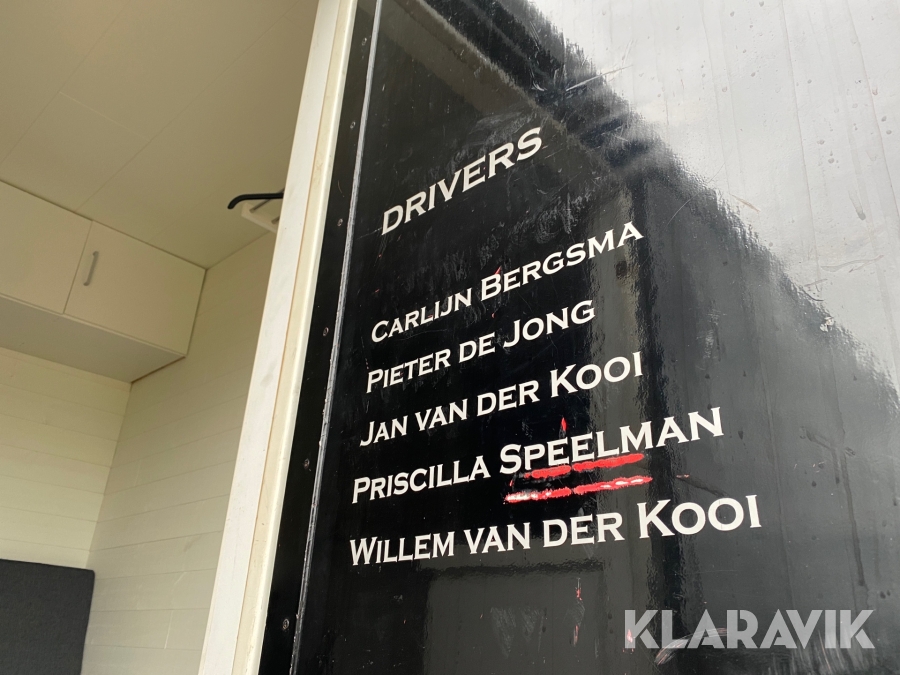 DRIVERS
CARLIJN BERGSMA
PIETER DE JONG
JAN VAN DER KOOI
PRISCILLA SPEELMAN
WILLEM VAN DER KOOI
KLARAVIK